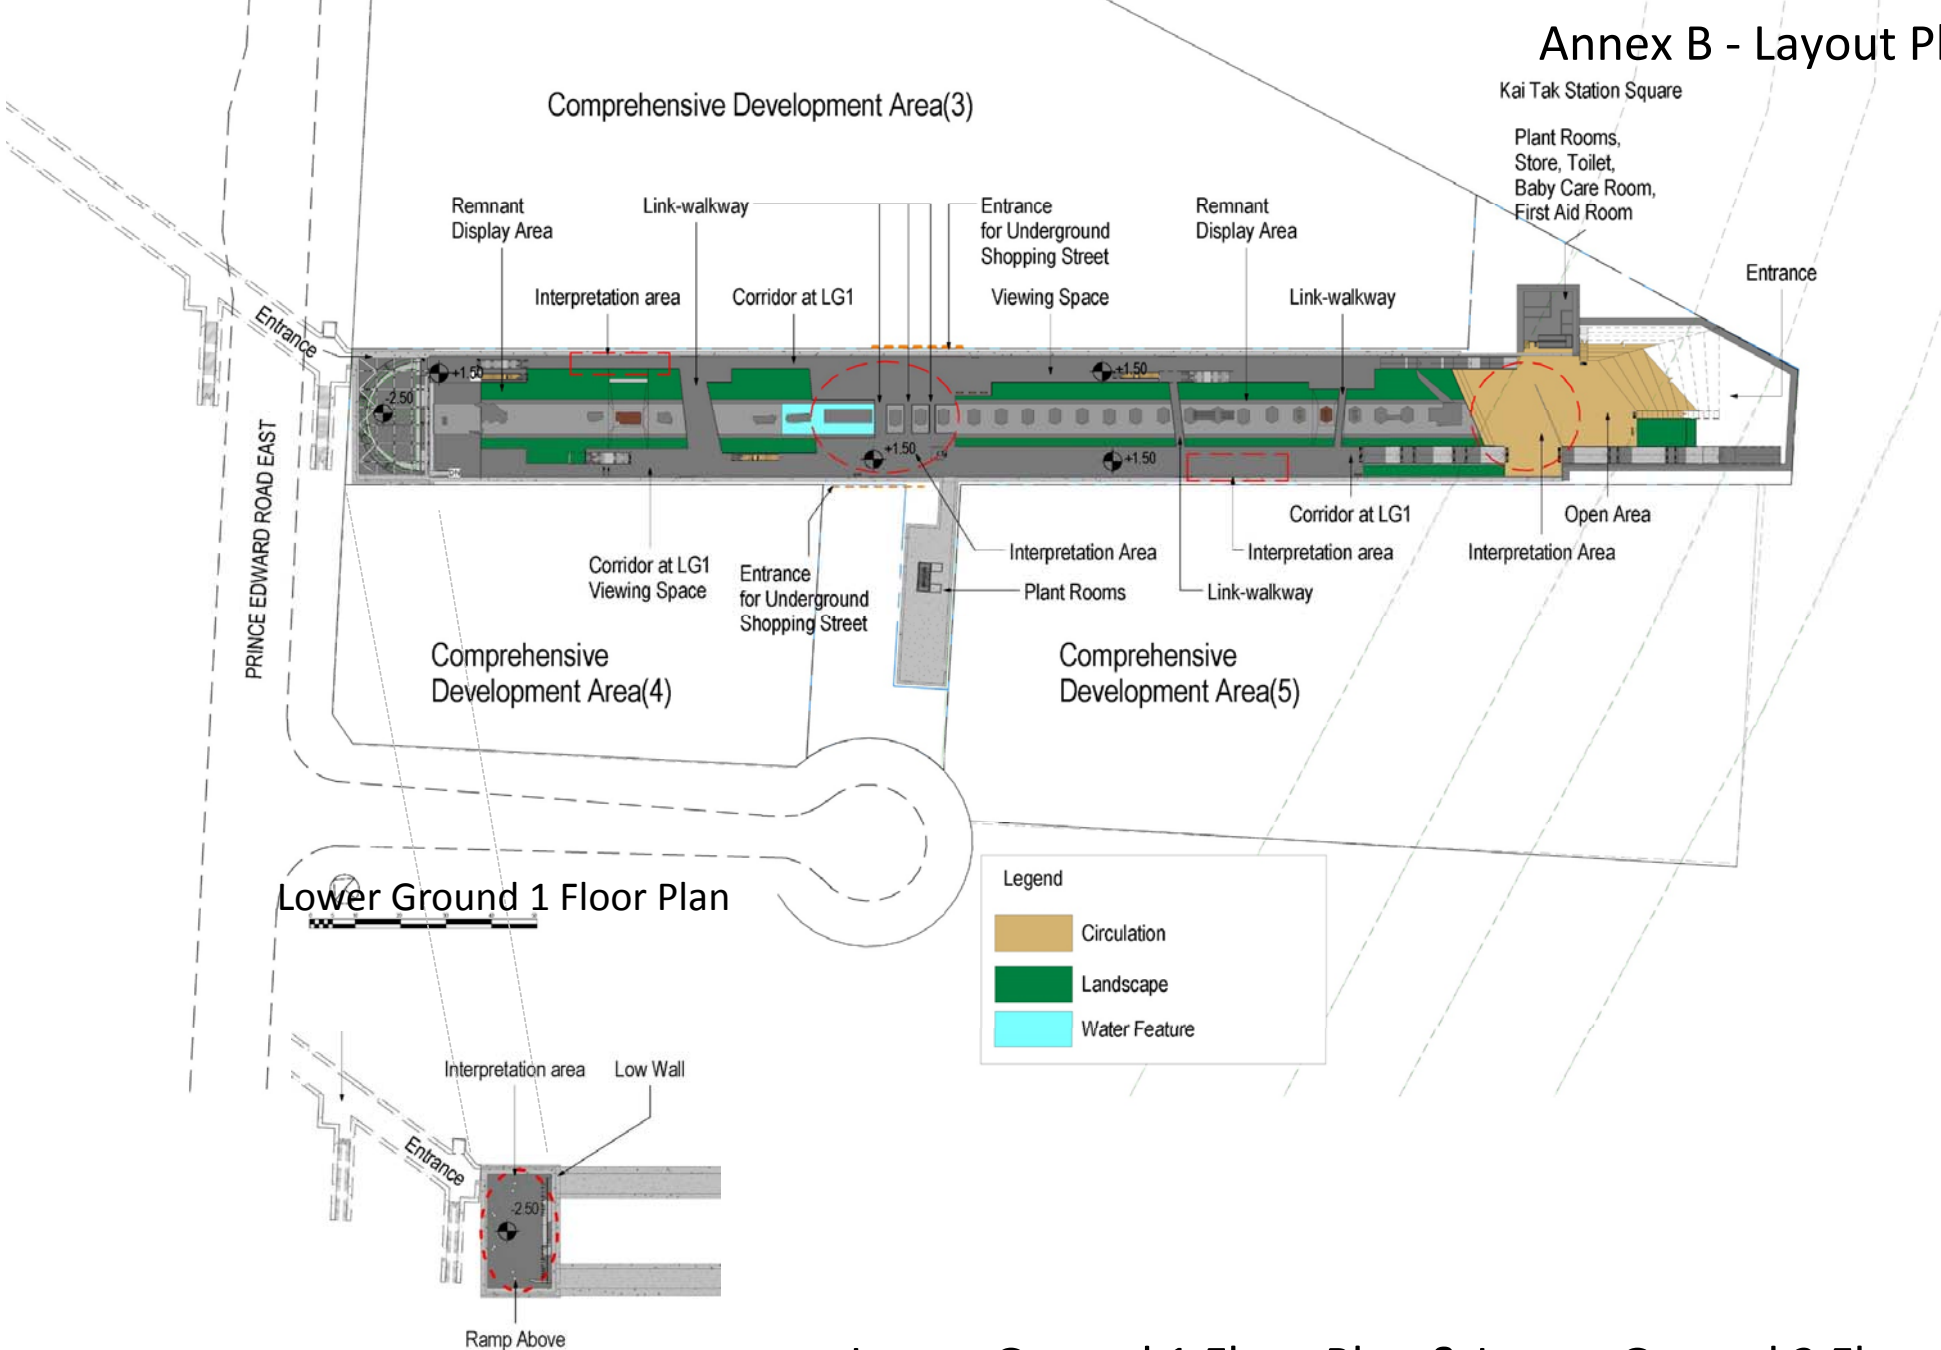 Annex B - Layout Pl
Kai Tak Station Square
Comprehensive Development Area(3)
Plant Rooms,
Store, Toilet,
Baby Care Room,
First Aid Room
Remnant
Display Area
Link-walkway
Entrance
for Underground
Shopping Street
Remnant
Display Area
Entrance
Interpretation area
Corridor at LG1
Viewing Space
Link-walkway
Entrance
+1.50
-2.50
+1.50
+1.50
+1.50
PRINCE EDWARD ROAD EAST
Corridor at LG1
Viewing Space
Entrance
for Underground
Shopping Street
Interpretation Area
Plant Rooms
Corridor at LG1
Interpretation area
Link-walkway
Open Area
Interpretation Area
Comprehensive
Development Area(4)
Comprehensive
Development Area(5)
Lower Ground 1 Floor Plan
Legend
Circulation
Landscape
Water Feature
Interpretation area
Low Wall
Entrance
-2.50
Ramp Above